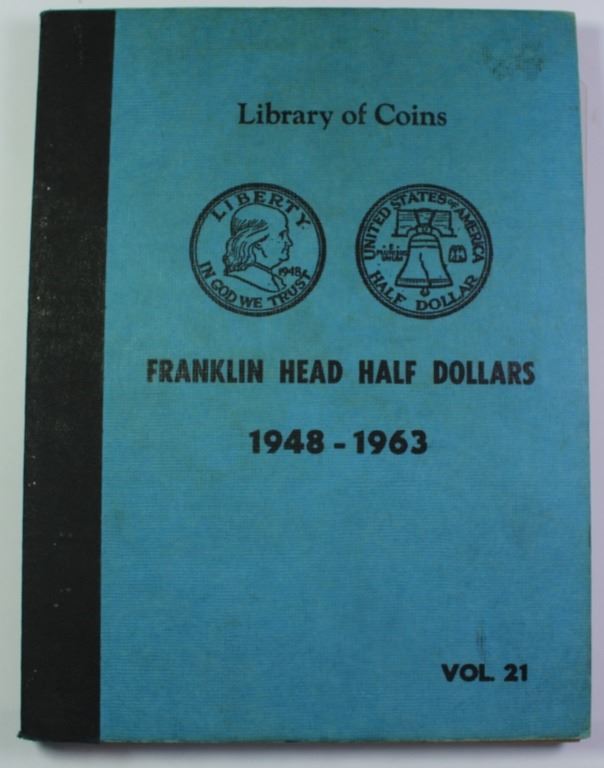 Library of Coins
LIBERTY
IN GOD WE TRUST
1948
UNITED STATES OF AMERICA
HALF DOLLAR
FRANKLIN HEAD HALF DOLLARS
1948 - 1963
VOL. 21